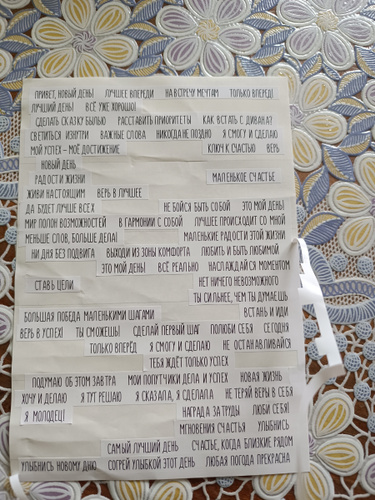 ПРИВЕТ, НОВЫЙ ДЕНЬ! ЛУЧШЕЕ ВПЕРЕДИ НАВСТРЕЧУ МЕЧТАМ ТОЛЬКО ВПЕРЕД!
ЛУЧШИЙ ДЕНЬ! ВСЁ УЖЕ ХОРОШО!
СДЕЛАТЬ СКАЗКУ БЫЛЬЮ РАССТАВИТЬ ПРИОРИТЕТЫ КАК ВСТАТЬ С ДИВАНА?
СВЕТИТЬСЯ ИЗНУТРИ ВАЖНЫЕ СЛОВА НИКОГДА НЕ ПОЗДНО Я СМОГУ И СДЕЛАЮ
МОЙ УСПЕХ - МОЁ ДОСТИЖЕНИЕ КЛЮЧ К СЧАСТЬЮ ВЕРЬ
НОВЫЙ ДЕНЬ
РАДОСТИ ЖИЗНИ МАЛЕНЬКОЕ СЧАСТЬЕ
ЖИВИ НАСТОЯЩИМ ВЕРЬ В ЛУЧШЕЕ
ДА БУДЕТ ЛУЧШЕ ВСЕХ НЕ БОЙСЯ БЫТЬ СОБОЙ ЭТО МОЙ ДЕНЬ!
МИР ПОЛОН ВОЗМОЖНОСТЕЙ В ГАРМОНИИ С СОБОЙ ЛУЧШЕЕ ПРОИСХОДИТ СО МНОЙ
МЕНЬШЕ СЛОВ, БОЛЬШЕ ДЕЛА! МАЛЕНЬКИЕ РАДОСТИ ЭТОЙ ЖИЗНИ
НИ ДНЯ БЕЗ ПОДВИГА ВЫХОДИ ИЗ ЗОНЫ КОМФОРТА ЛЮБИТЬ И БЫТЬ ЛЮБИМОЙ
ЭТО МОЙ ДЕНЬ! ВСЁ РЕАЛЬНО НАСЛАЖДАЙСЯ МОМЕНТОМ
СТАВЬ ЦЕЛИ НЕТ НИЧЕГО НЕВОЗМОЖНОГО
ТЫ СИЛЬНЕЕ, ЧЕМ ТЫ ДУМАЕШЬ
БОЛЬШАЯ ПОБЕДА МАЛЕНЬКИМИ ШАГАМИ ВСТАНЬ И ИДИ
ВЕРЬ В УСПЕХ! ТЫ СМОЖЕШЬ! СДЕЛАЙ ПЕРВЫЙ ШАГ ПОЛЮБИ СЕБЯ СЕГОДНЯ
ТОЛЬКО ВПЕРЁД Я СМОГУ И СДЕЛАЮ НЕ ОСТАНАВЛИВАЙСЯ
ТЕБЯ ЖДЁТ ТОЛЬКО УСПЕХ
ПОДУМАЮ ОБ ЭТОМ ЗАВТРА МОИ ПОПУТЧИКИ ДЕЛА И УСПЕХ НОВАЯ ЖИЗНЬ
ХОЧУ И ДЕЛАЮ Я ТУТ РЕШАЮ Я СКАЗАЛА, Я СДЕЛАЛА НЕ ТЕРЯЙ ВЕРЫ В СЕБЯ
Я МОЛОДЕЦ! НАГРАДА ЗА ТРУДЫ ЛЮБИ СЕБЯ!
МГНОВЕНИЯ СЧАСТЬЯ УЛЫБНИСЬ
САМЫЙ ЛУЧШИЙ ДЕНЬ СЧАСТЬЕ, КОГДА БЛИЗКИЕ РЯДОМ
УЛЫБНИСЬ НОВОМУ ДНЮ СОГРЕЙ УЛЫБКОЙ ЭТОТ ДЕНЬ ЛЮБАЯ ПОГОДА ПРЕКРАСНА